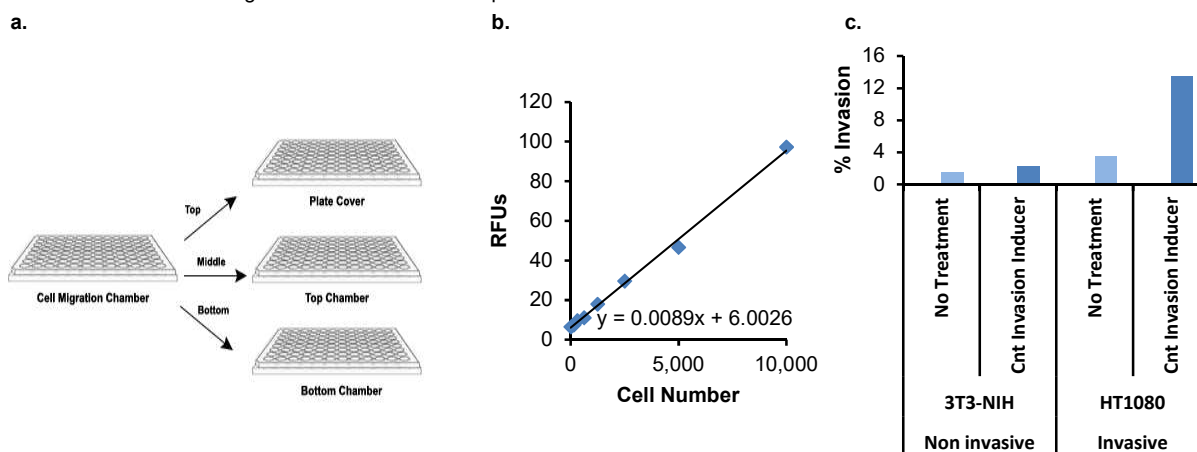 a.
Top
Middle
Bottom
Cell Migration Chamber
Plate Cover
Top Chamber
Bottom Chamber
b.
RFUs
120
100
80
60
40
20
0
y = 0.0089x + 6.0026
0 5,000 10,000
Cell Number
c.
% Invasion
16
12
8
4
0
No Treatment
Cnt Invasion Inducer
No Treatment
Cnt Invasion Inducer
3T3-NIH HT1080
Non invasive Invasive